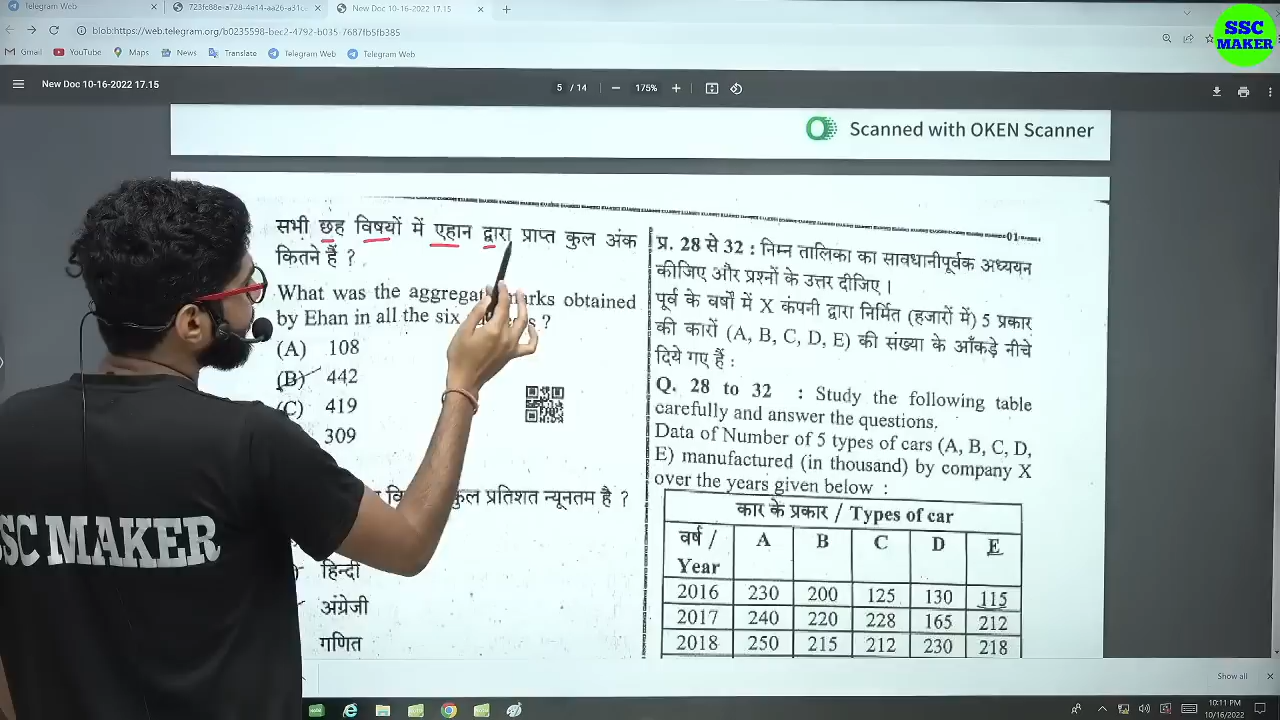 Telegram Web
723fc88e-a728-4f14-aa26-a31c
New Doc 10-16-2022 17.15
SSC
MAKER
blob:https://web.telegram.org/b0235598-bec2-4792-b035-7687fb5fb385
Gmail YouTube Maps News Translate Telegram Web Telegram Web
New Doc 10-16-2022 17.15
5 / 14
175%
Scanned with OKEN Scanner
सभी छह विषयों में एहान द्वारा प्राप्त कुल अंक
कितने हैं ?
What was the aggregat marks obtained
by Ehan in all the six ?
(A) 108
(B) 442
(C) 419
309
कुल प्रतिशत न्यूनतम है ?
हिन्दी
अंग्रेजी
गणित
01
प्र. 28 से 32 : निम्न तालिका का सावधानीपूर्वक अध्ययन
कीजिए और प्रश्नों के उत्तर दीजिए ।
पूर्व के वर्षों में X कंपनी द्वारा निर्मित (हजारों में) 5 प्रकार
की कारों (A, B, C, D, E) की संख्या के आँकड़े नीचे
दिये गए हैं :
Q. 28 to 32 : Study the following table
carefully and answer the questions.
Data of Number of 5 types of cars (A, B, C, D,
E) manufactured (in thousand) by company X
over the years given below :
कार के प्रकार / Types of car
वर्ष / A B C D E
Year
2016 230 200 125 130 115
2017 240 220 228 165 212
2018 250 215 212 230 218
SSC MAKER
Show all
10:11 PM
10/16/2022